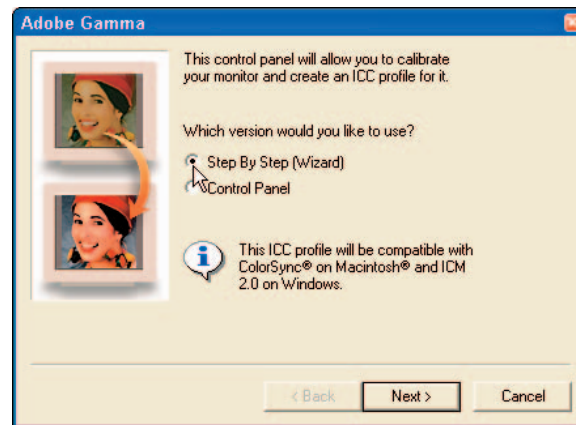 Adobe Gamma
This control panel will allow you to calibrate
your monitor and create an ICC profile for it.
Which version would you like to use?
Step By Step (Wizard)
Control Panel
This ICC profile will be compatible with
ColorSync® on Macintosh® and ICM
2.0 on Windows.
< Back
Next >
Cancel